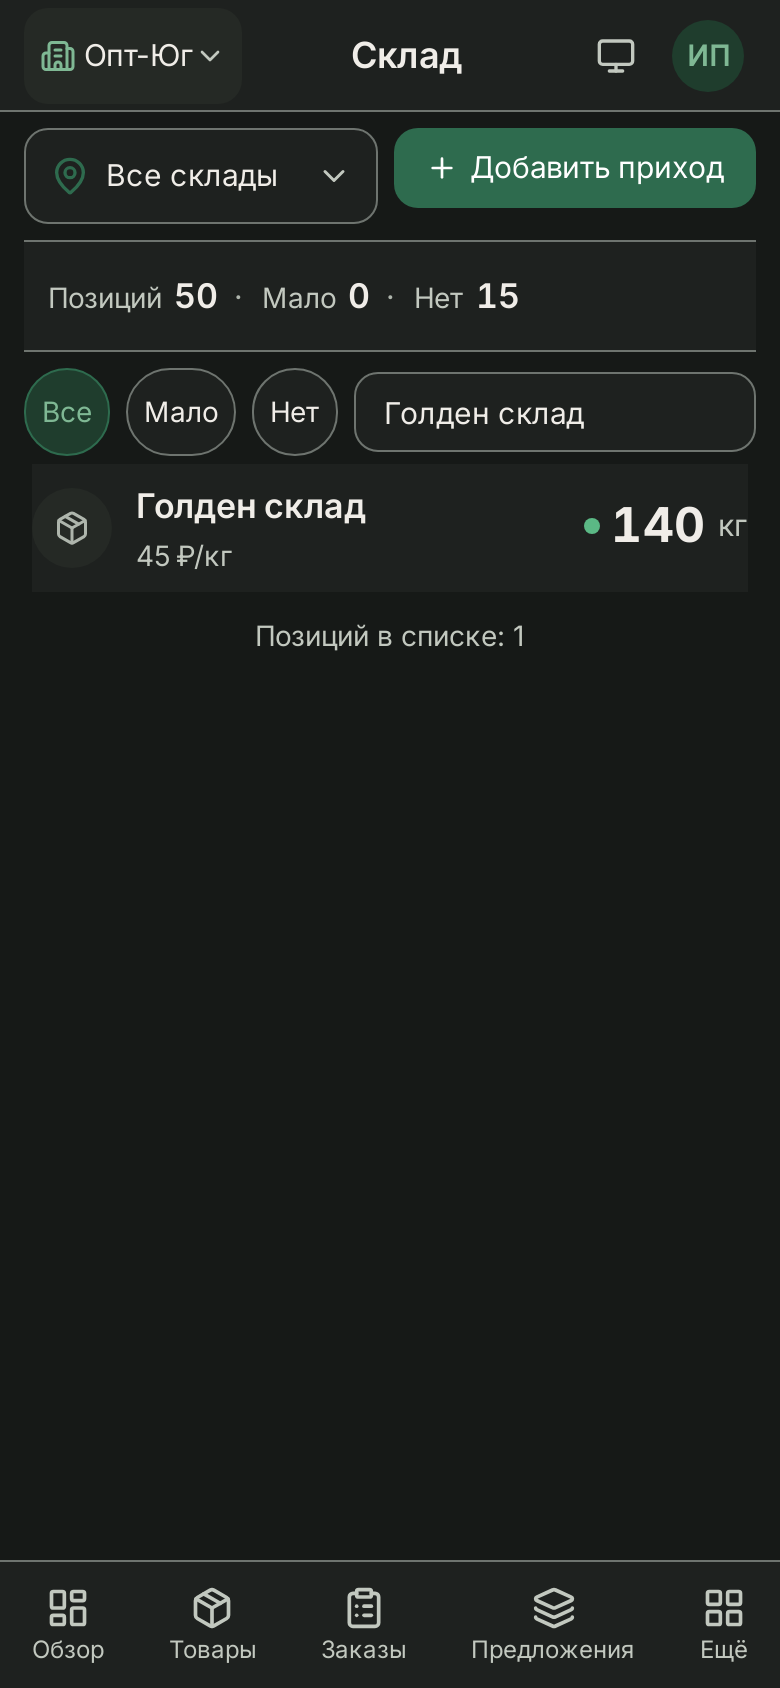 Опт-Юг
Склад
ИП
Все склады
+ Добавить приход
Позиций 50 · Мало 0 · Нет 15
Все
Мало
Нет
Голден склад
Голден склад
45 ₽/кг
140 кг
Позиций в списке: 1
Обзор
Товары
Заказы
Предложения
Ещё